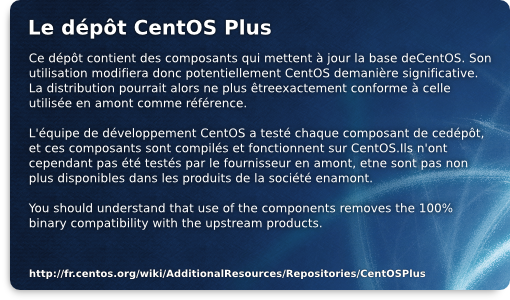 Le dépôt CentOS Plus
Ce dépôt contient des composants qui mettent à jour la base deCentOS. Son
utilisation modifiera donc potentiellement CentOS demanière significative.
La distribution pourrait alors ne plus êtreexactement conforme à celle
utilisée en amont comme référence.
L'équipe de développement CentOS a testé chaque composant de cedépôt,
et ces composants sont compilés et fonctionnent sur CentOS.Ils n'ont
cependant pas été testés par le fournisseur en amont, etne sont pas non
plus disponibles dans les produits de la société enamont.
You should understand that use of the components removes the 100%
binary compatibility with the upstream products.
http://fr.centos.org/wiki/AdditionalResources/Repositories/CentOSPlus